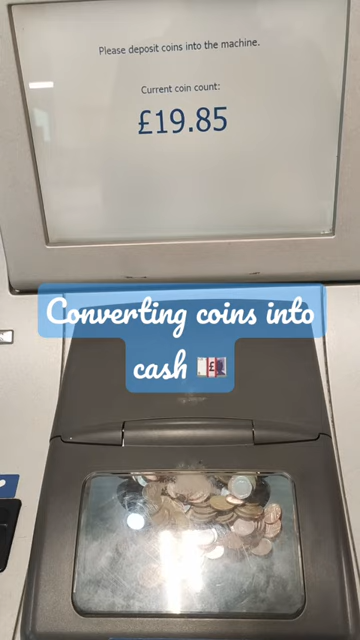 Please deposit coins into the machine.
Current coin count:
£19.85
Converting coins into
cash 💷